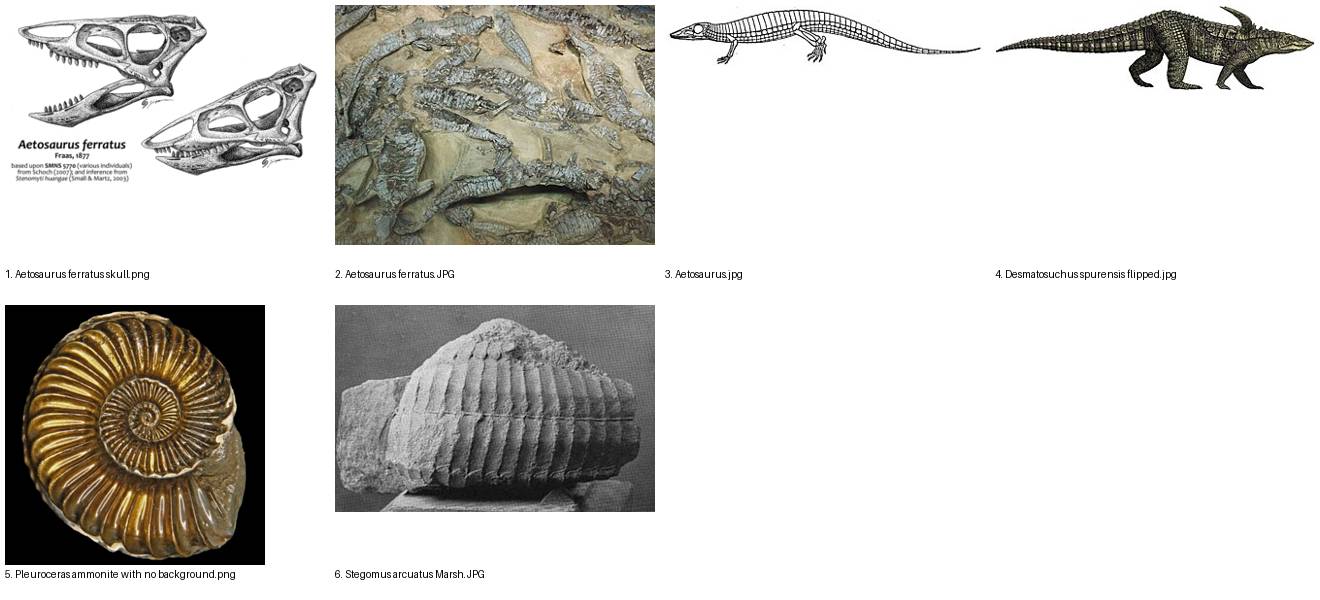 Aetosaurus ferratus
Fraas, 1877
based upon SMNS 5770 (various individuals)
from Schoch (2007); and inference from
Stenomyti huangae (Small & Martz, 2003)
1. Aetosaurus ferratus skull.png
2. Aetosaurus ferratus.JPG
3. Aetosaurus.jpg
4. Desmatosuchus spurensis flipped.jpg
5. Pleuroceras ammonite with no background.png
6. Stegomus arcuatus Marsh.JPG